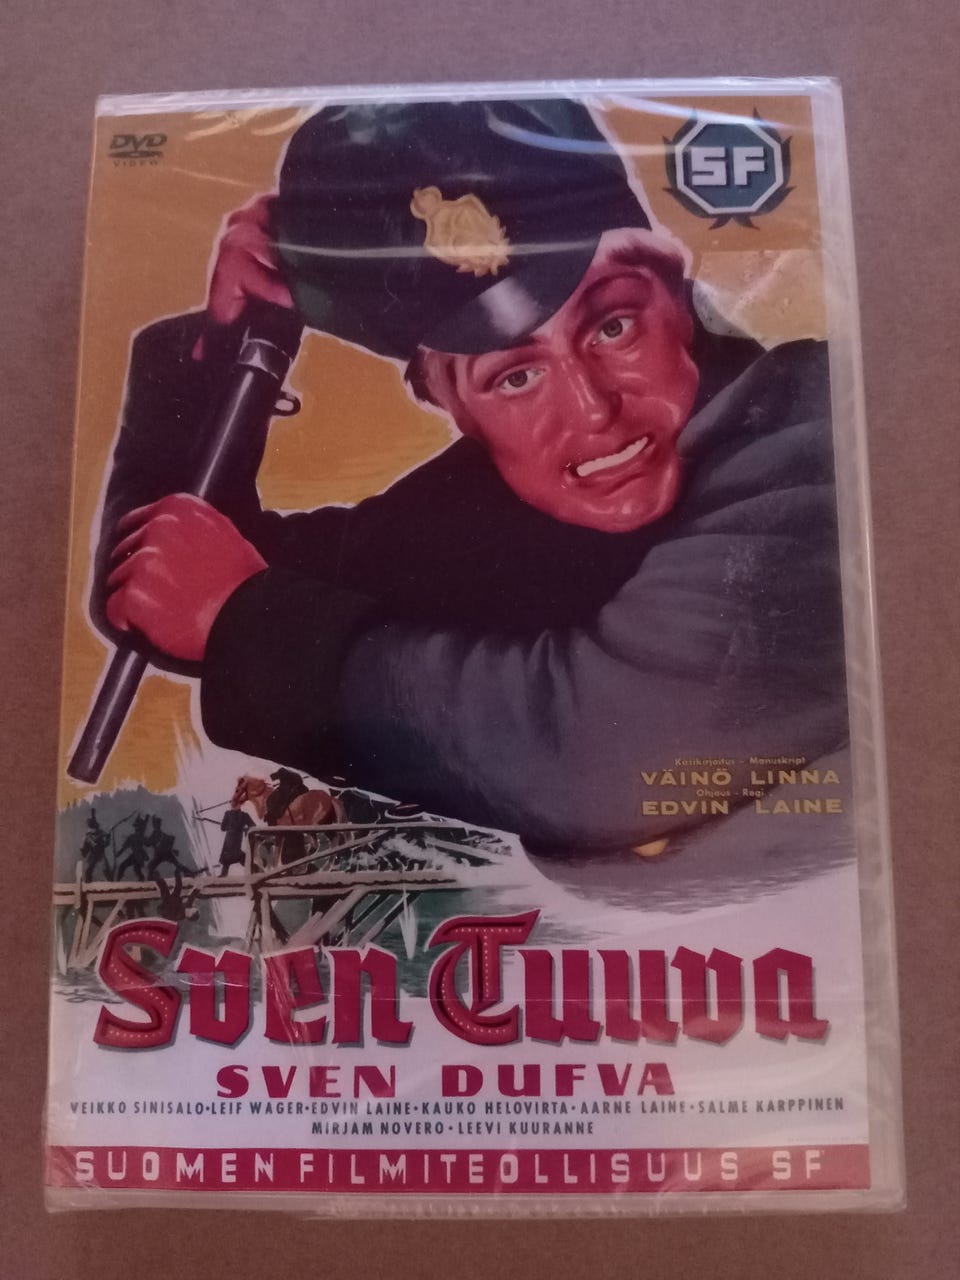 DVD
VIDEO
SF
Käsikirjoitus - Manuskript
VÄINÖ LINNA
Ohjaus - Regi
EDVIN LAINE
Sven Tuuva
SVEN DUFVA
VEIKKO SINISALO•LEIF WAGER•EDVIN LAINE•KAUKO HELOVIRTA•AARNE LAINE•SALME KARPPINEN
MIRJAM NOVERO•LEEVI KUURANNE
SUOMEN FILMITEOLLISUUS SF